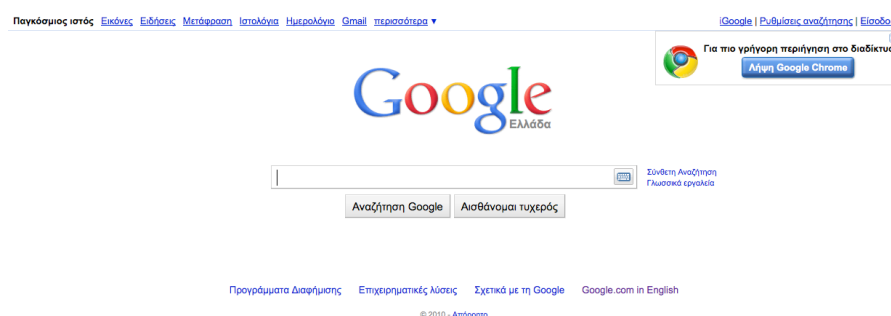 Παγκόσμιος ιστός Εικόνες Ειδήσεις Μετάφραση Ιστολόγια Ημερολόγιο Gmail περισσότερα ▼
iGoogle | Ρυθμίσεις αναζήτησης |
Για πιο γρήγορη περιήγηση στο
Λήψη Google Chrome
Google
Ελλάδα
Σύνθετη Αναζήτηση
Γλωσσικά εργαλεία
Αναζήτηση Google Αισθάνομαι τυχερός
Προγράμματα Διαφήμισης Επιχειρηματικές λύσεις Σχετικά με τη Google Google.com in English
© 2010 - Απόρρητο